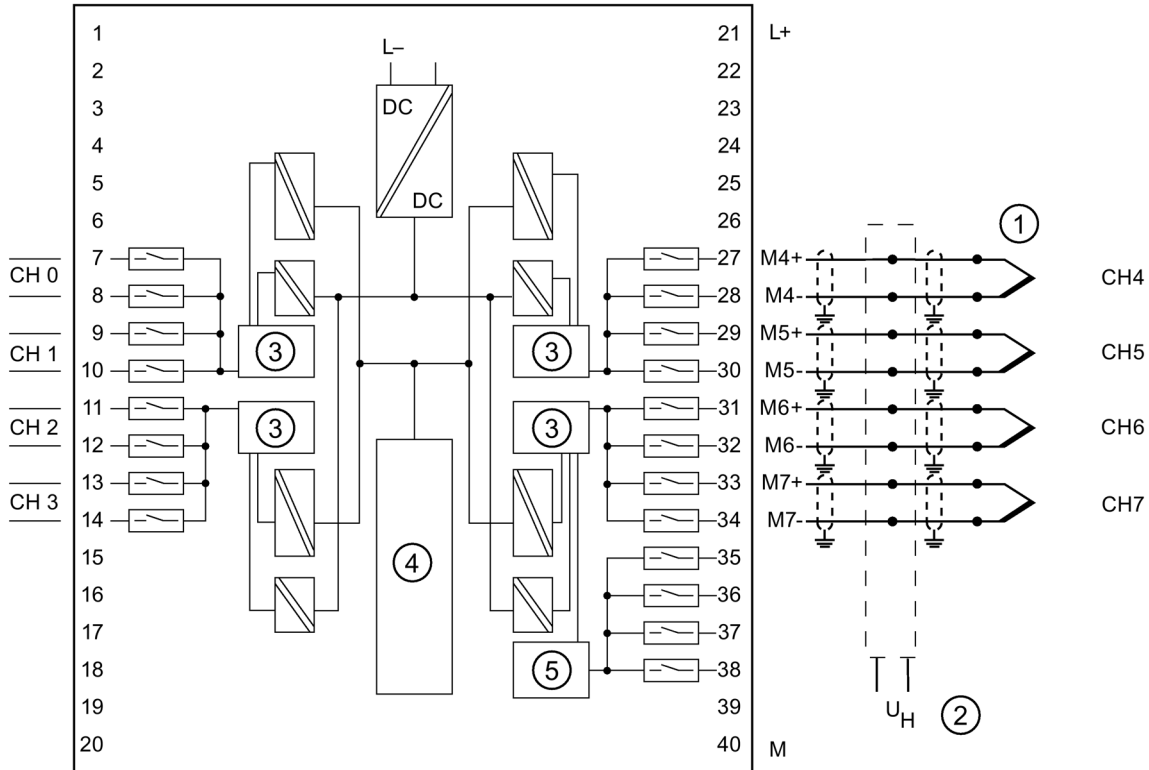 1 21 L+
L–
2 22
DC
3 23
4 24
5 25
DC
6 26
①
7 27 M4+
CH 0 CH4
8 28 M4-
9 29 M5+
CH 1 ③ ③ CH5
10 30 M5-
11 31 M6+
CH 2 ③ ③ CH6
12 32 M6-
13 33 M7+
CH 3 CH7
14 34 M7-
15 35
④
16 36
17 37
18 ⑤ 38
19 39
UH ②
20 40 M